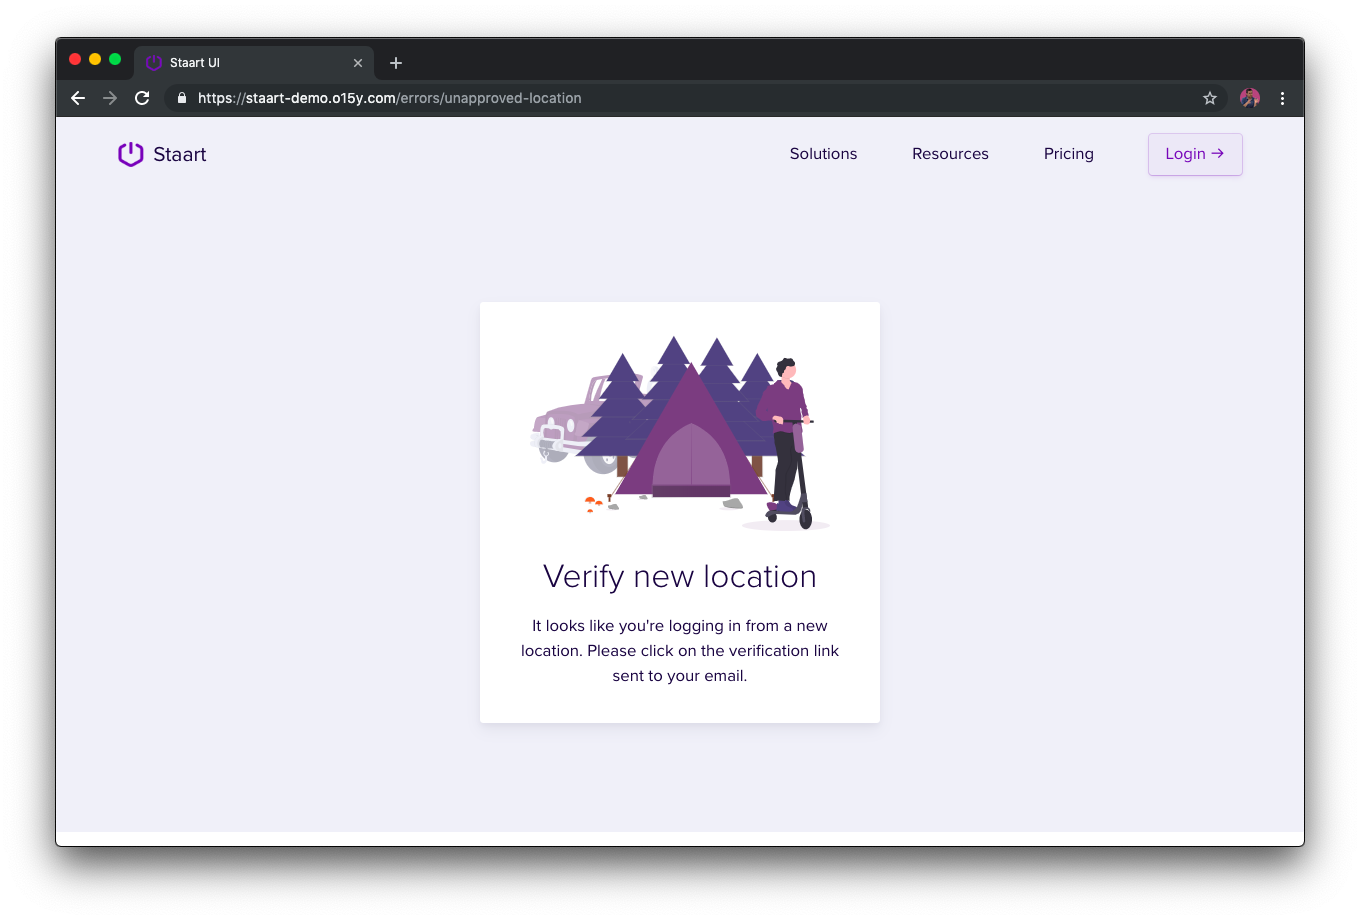 Staart UI
https://staart-demo.o15y.com/errors/unapproved-location
Staart
Solutions
Resources
Pricing
Login →
Verify new location
It looks like you're logging in from a new
location. Please click on the verification link
sent to your email.